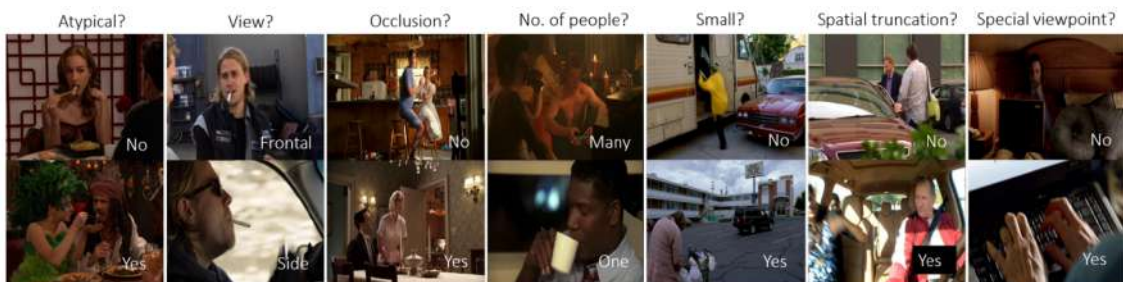 Atypical? View? Occlusion? No. of people? Small? Spatial truncation? Special viewpoint?
No Frontal No Many No No No
Yes Side Yes One Yes Yes Yes